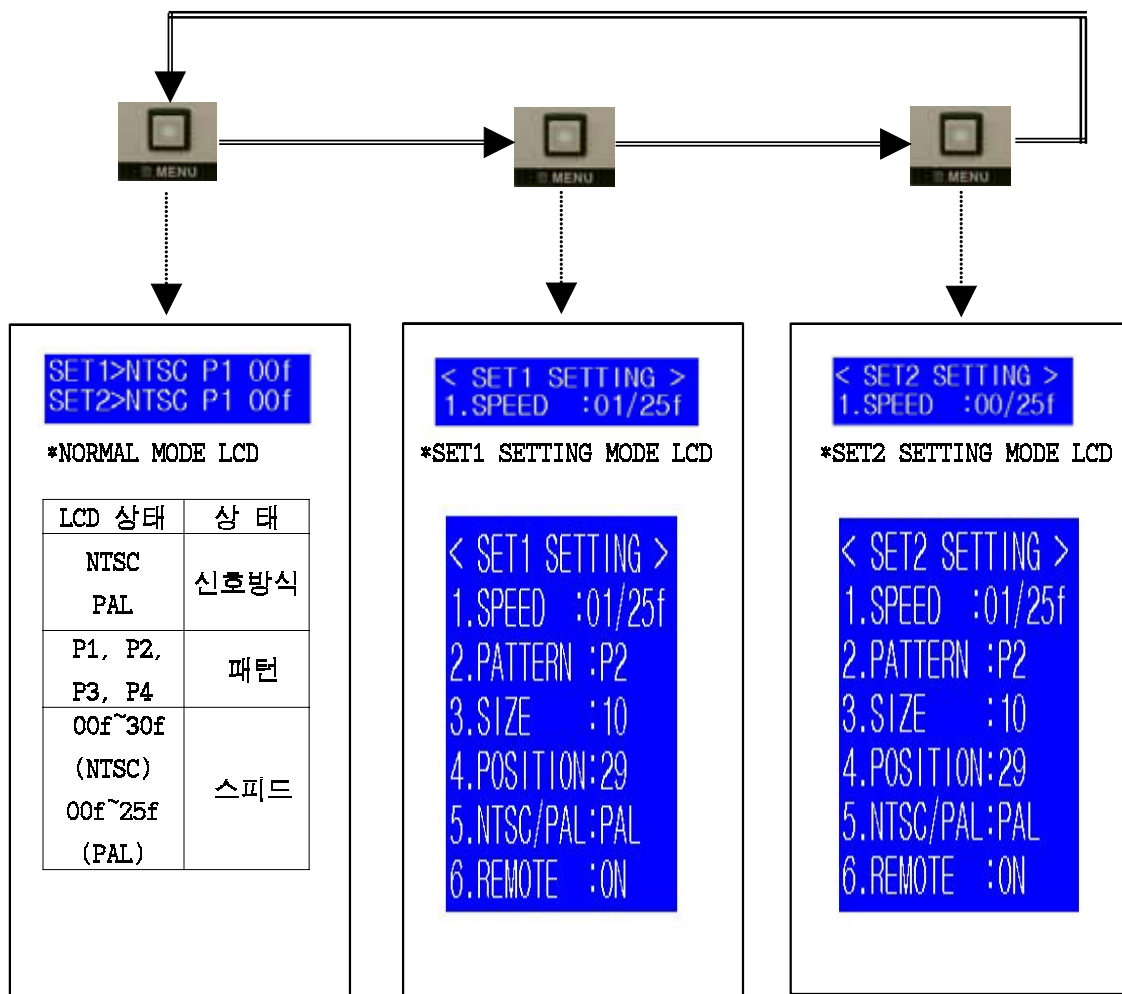 MENU
MENU
MENU
SET1>NTSC P1 00f
SET2>NTSC P1 00f
*NORMAL MODE LCD
LCD 상태 상 태
NTSC
PAL
신호방식
P1, P2,
P3, P4
패턴
00f~30f
(NTSC)
00f~25f
(PAL)
스피드
< SET1 SETTING >
1.SPEED :01/25f
*SET1 SETTING MODE LCD
< SET1 SETTING >
1.SPEED :01/25f
2.PATTERN :P2
3.SIZE :10
4.POSITION:29
5.NTSC/PAL:PAL
6.REMOTE :ON
< SET2 SETTING >
1.SPEED :00/25f
*SET2 SETTING MODE LCD
< SET2 SETTING >
1.SPEED :01/25f
2.PATTERN :P2
3.SIZE :10
4.POSITION:29
5.NTSC/PAL:PAL
6.REMOTE :ON